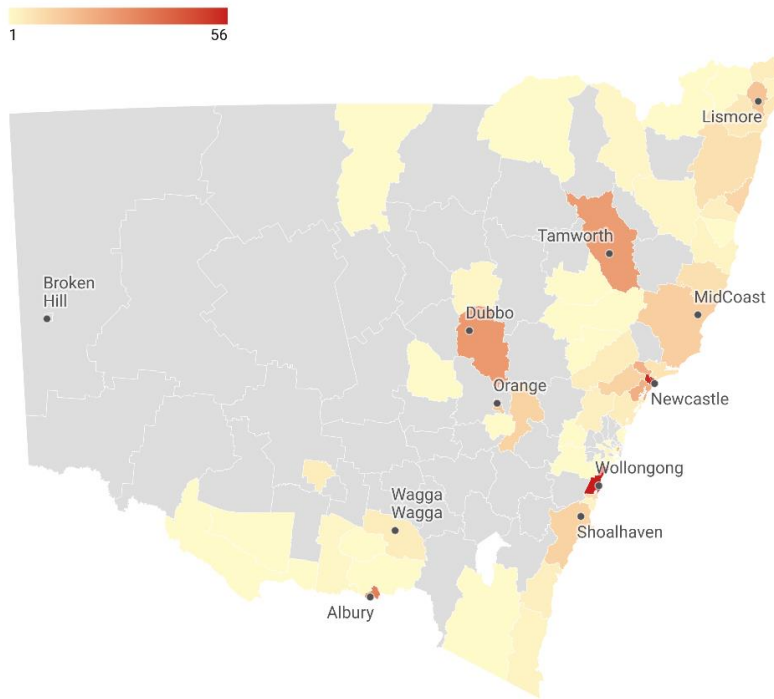 1 56
Lismore
Tamworth
Broken
Hill
MidCoast
Dubbo
Orange
Newcastle
Wollongong
Wagga
Wagga
Shoalhaven
Albury